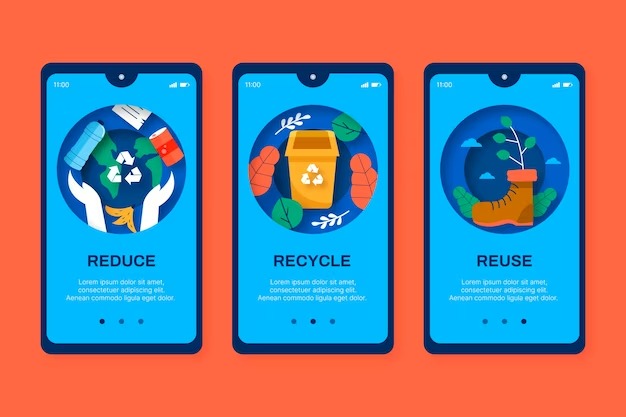 11:00
REDUCE
Lorem ipsum dolor sit amet,
consectetuer adipiscing elit.
Aenean commodo ligula eget dolor.
11:00
RECYCLE
Lorem ipsum dolor sit amet,
consectetuer adipiscing elit.
Aenean commodo ligula eget dolor.
11:00
REUSE
Lorem ipsum dolor sit amet,
consectetuer adipiscing elit.
Aenean commodo ligula eget dolor.